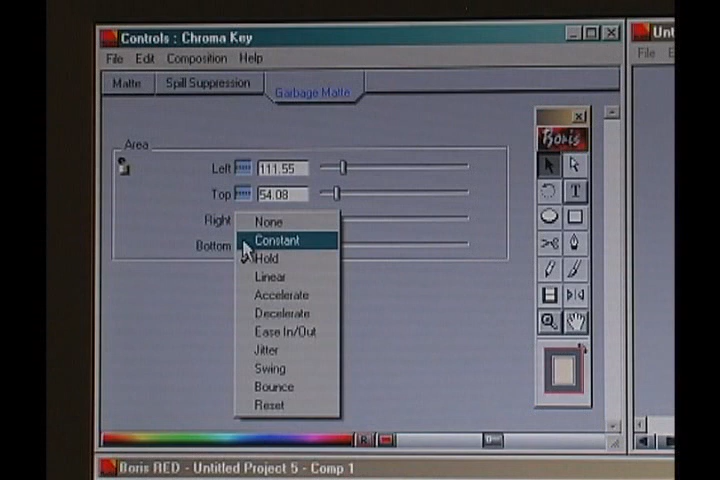 Controls : Chroma Key
File Edit Composition Help
File
Matte Spill Suppression Garbage Matte
Area
Left 111.55
Top 54.08
Right
Bottom
None
Constant
Hold
Linear
Accelerate
Decelerate
Ease In/Out
Jitter
Swing
Bounce
Reset
Boris
T
R
Boris RED - Untitled Project 5 - Comp 1